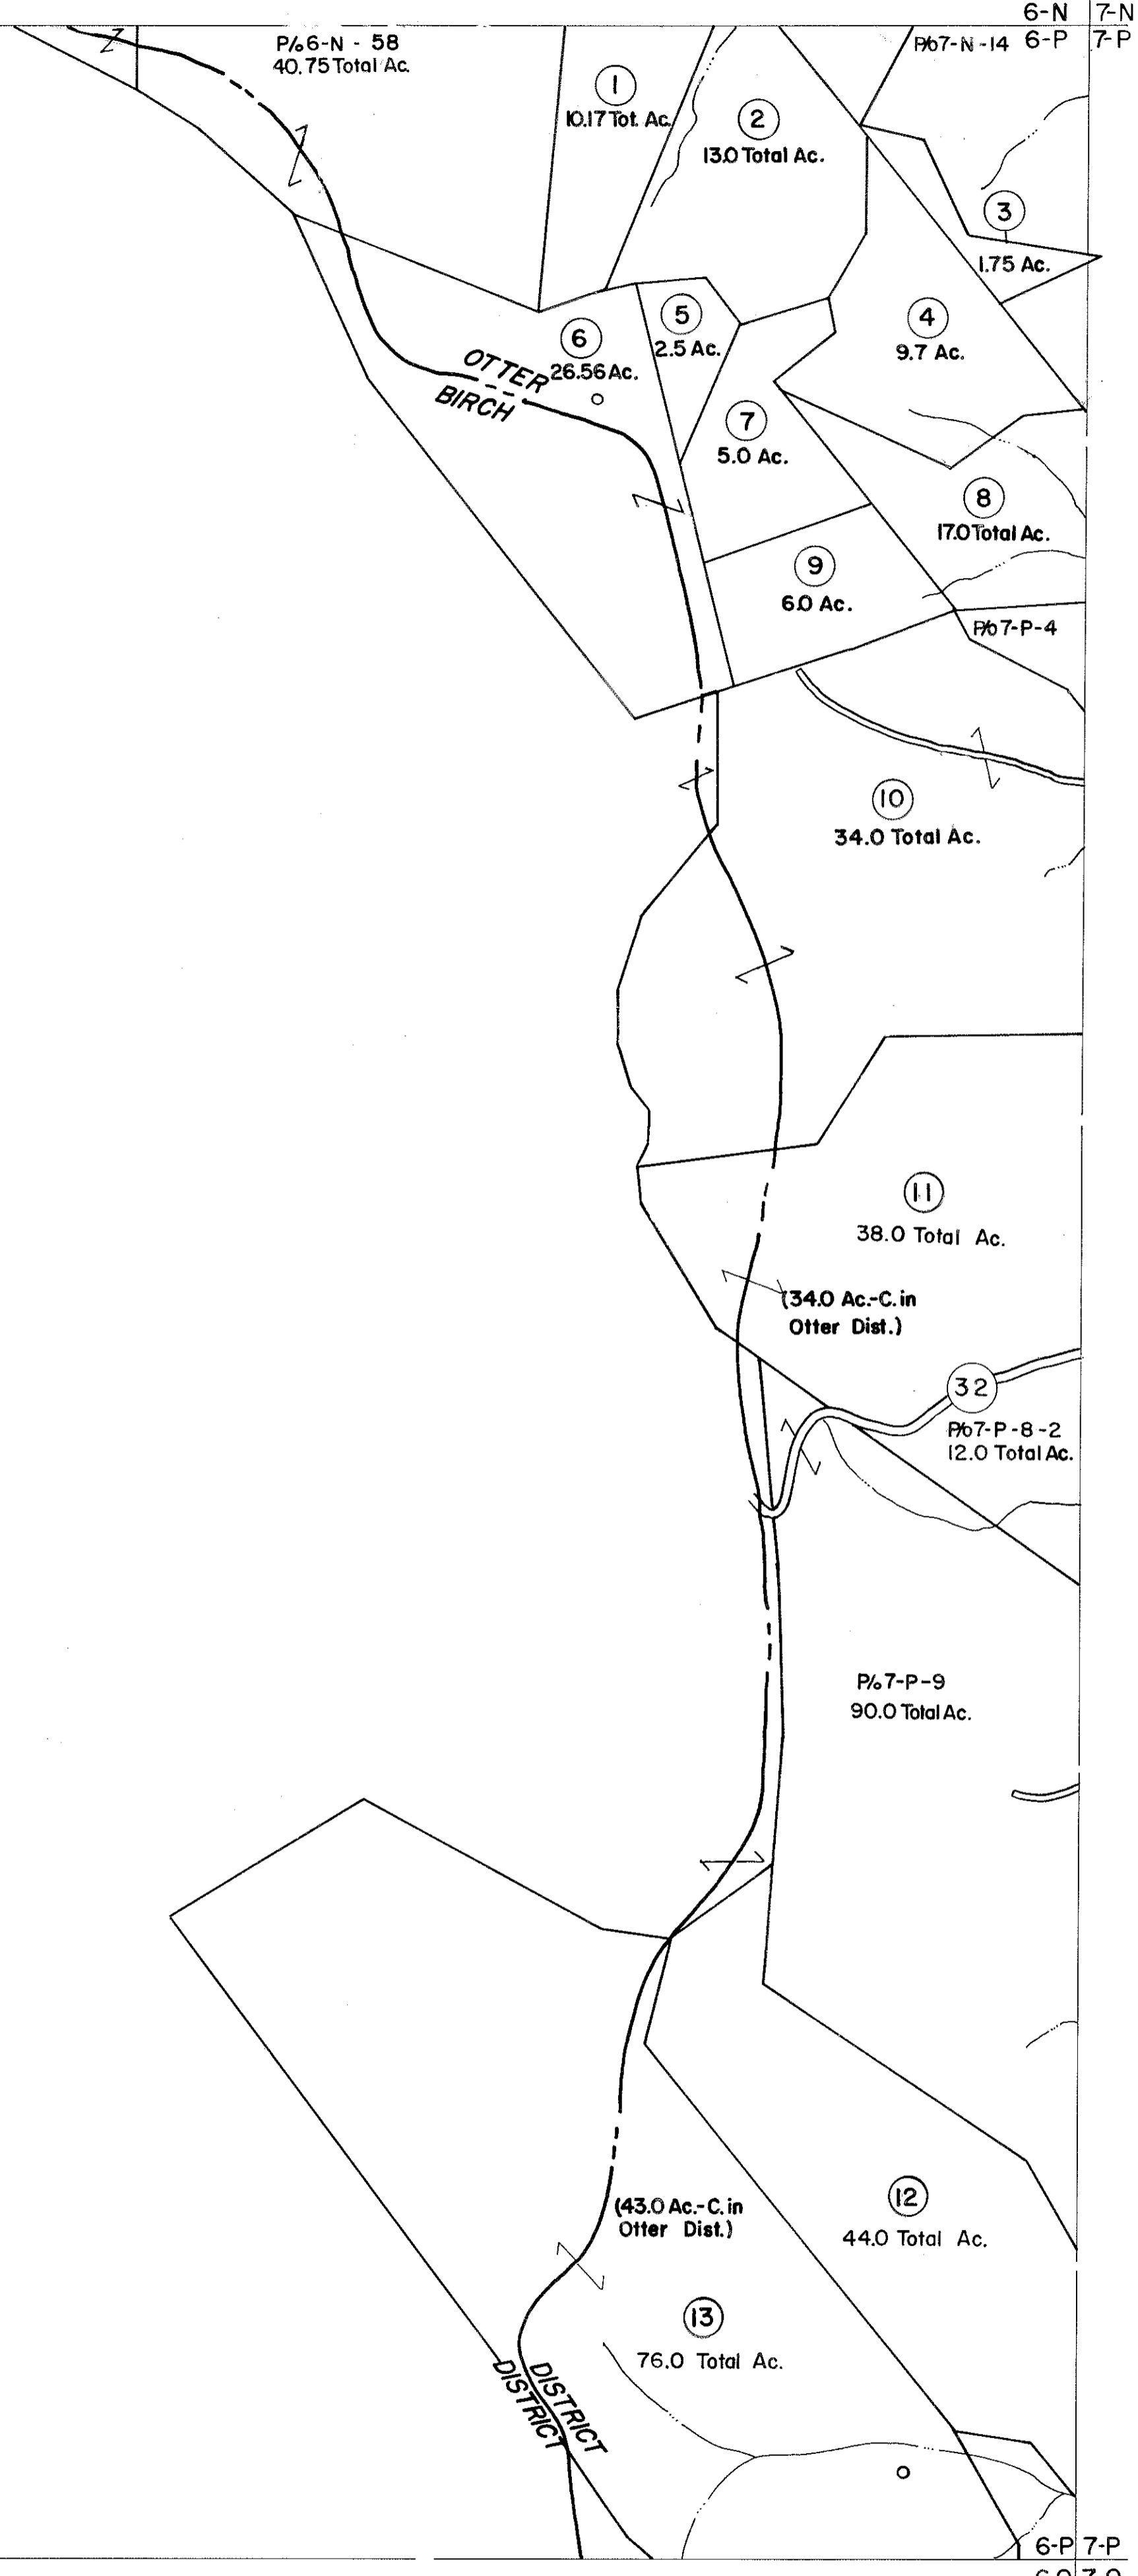 6-N 7-N
6-P 7-P
P/o 6-N - 58
40.75 Total Ac.
P/o 7-N-14
1
10.17 Tot. Ac.
2
13.0 Total Ac.
3
1.75 Ac.
4
9.7 Ac.
5
2.5 Ac.
6
26.56 Ac.
OTTER
BIRCH
7
5.0 Ac.
8
17.0 Total Ac.
9
6.0 Ac.
P/o 7-P-4
10
34.0 Total Ac.
11
38.0 Total Ac.
(34.0 Ac.-C. in
Otter Dist.)
32
P/o 7-P-8-2
12.0 Total Ac.
P/o 7-P-9
90.0 Total Ac.
12
44.0 Total Ac.
(43.0 Ac.-C. in
Otter Dist.)
13
76.0 Total Ac.
DISTRICT
DISTRICT
6-P 7-P